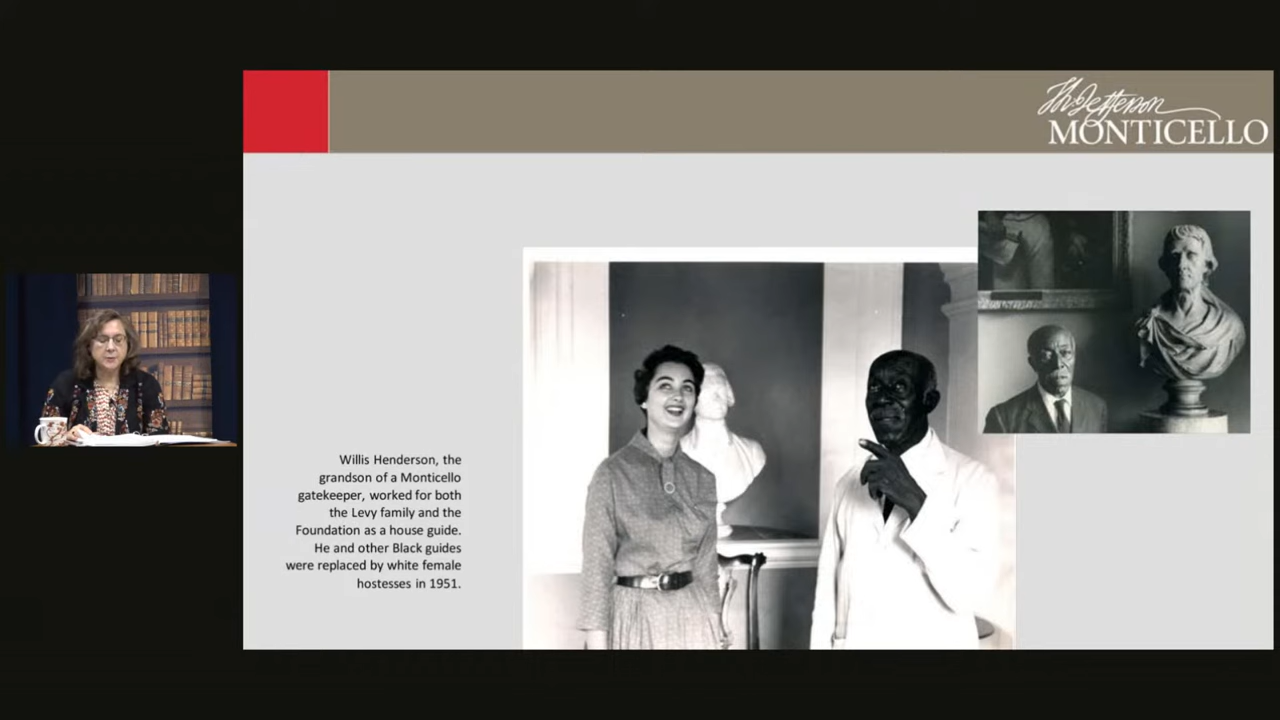 Th. Jefferson
MONTICELLO
Willis Henderson, the
grandson of a Monticello
gatekeeper, worked for both
the Levy family and the
Foundation as a house guide.
He and other Black guides
were replaced by white female
hostesses in 1951.